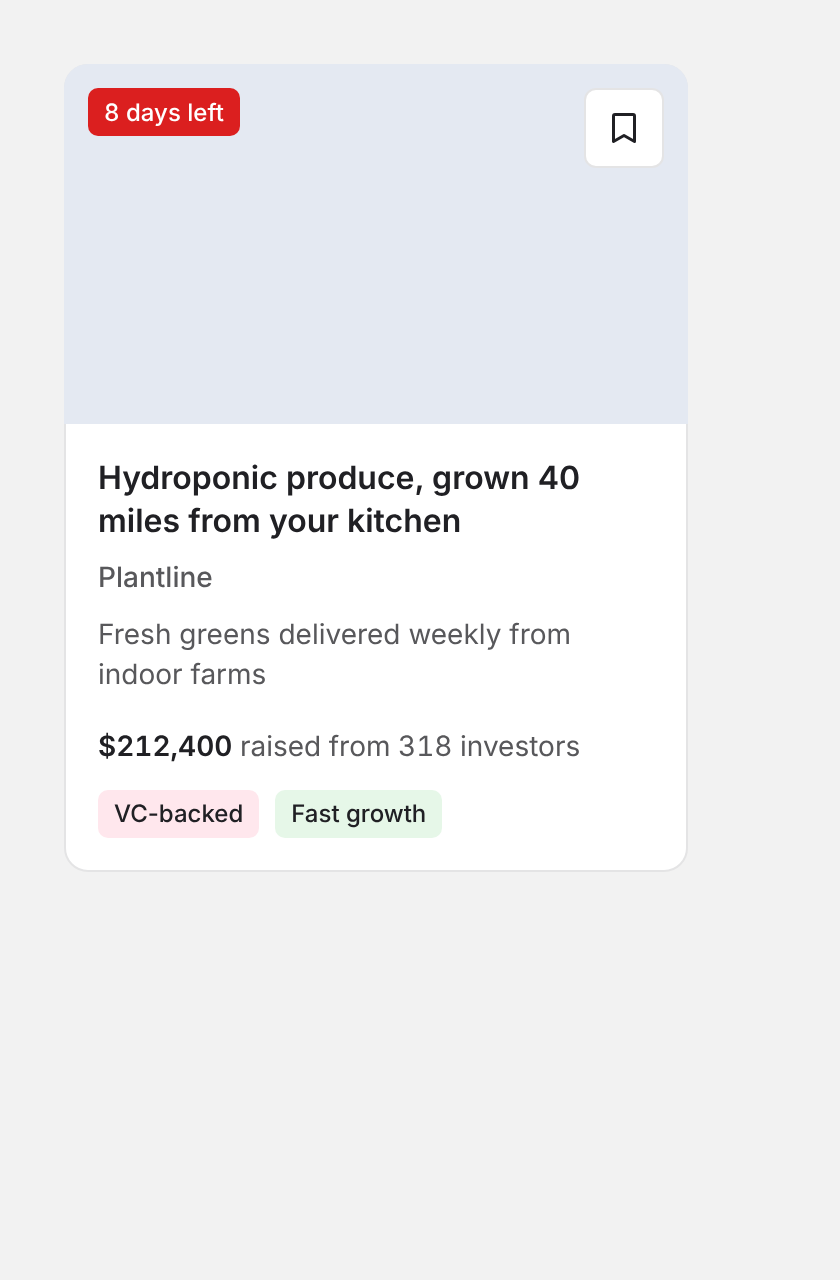 8 days left
Hydroponic produce, grown 40
miles from your kitchen
Plantline
Fresh greens delivered weekly from
indoor farms
$212,400 raised from 318 investors
VC-backed Fast growth